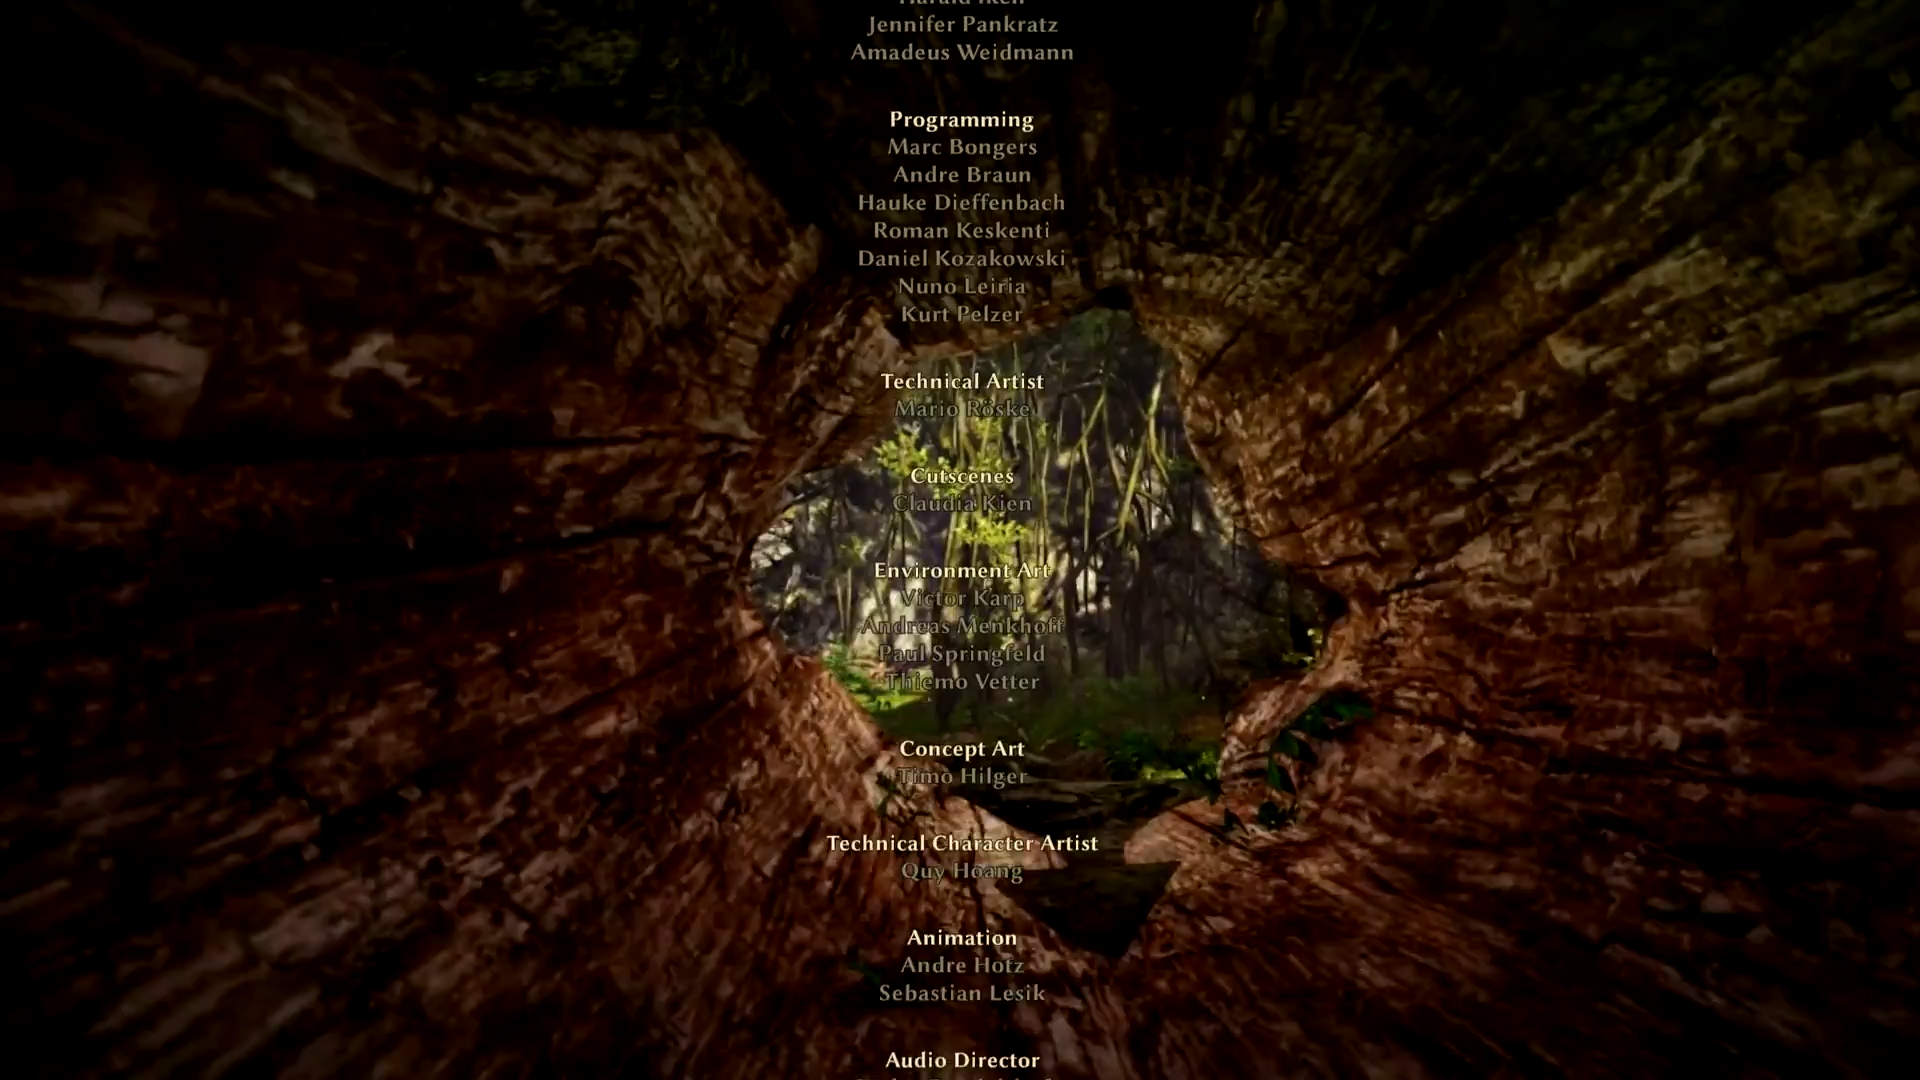 Jennifer Pankratz
Amadeus Weidmann
Programming
Marc Bongers
Andre Braun
Hauke Dieffenbach
Roman Keskenti
Daniel Kozakowski
Nuno Leiria
Kurt Pelzer
Technical Artist
Mario Röske
Cutscenes
Claudia Kien
Environment Art
Victor Karp
Andreas Menkhoff
Paul Springfeld
Thiemo Vetter
Concept Art
Timo Hilger
Technical Character Artist
Quy Hoang
Animation
Andre Hotz
Sebastian Lesik
Audio Director